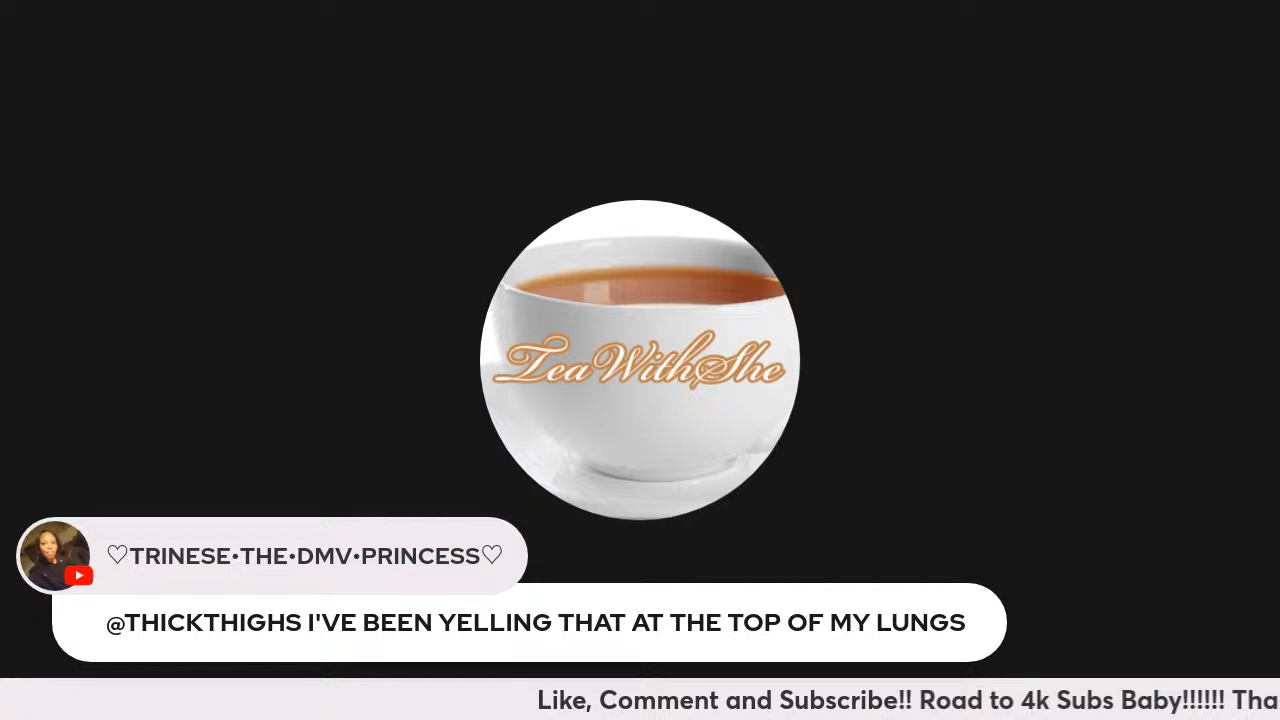 TeaWithShe
♡TRINESE•THE•DMV•PRINCESS♡
@THICKTHIGHS I'VE BEEN YELLING THAT AT THE TOP OF MY LUNGS
Like, Comment and Subscribe!! Road to 4k Subs Baby!!!!!! Tha